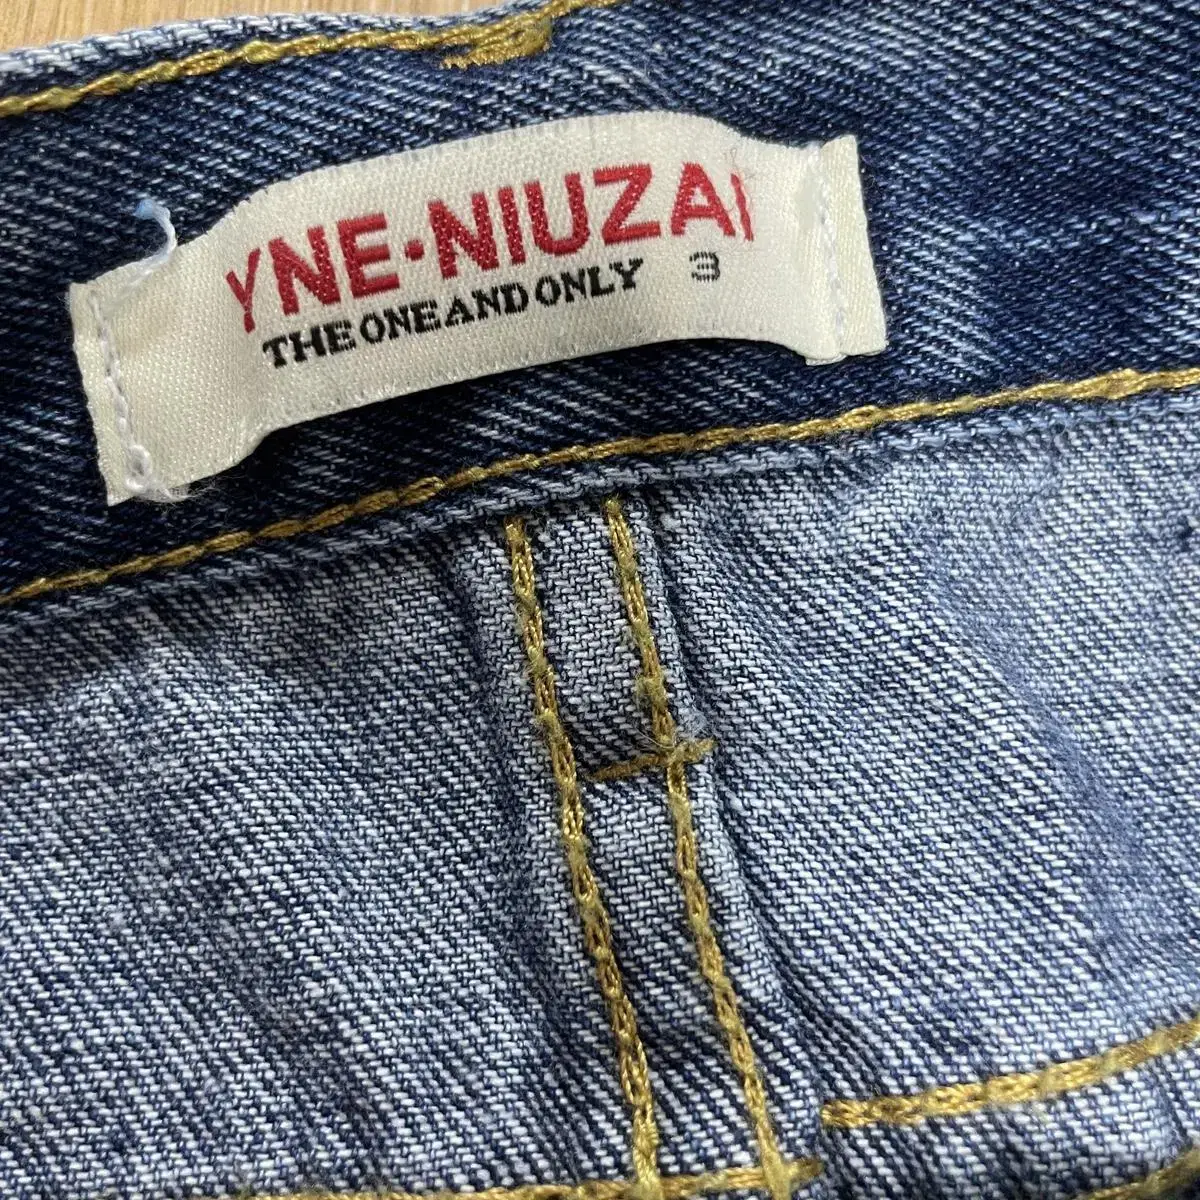 YNE·NIUZAI
THE ONE AND ONLY 3